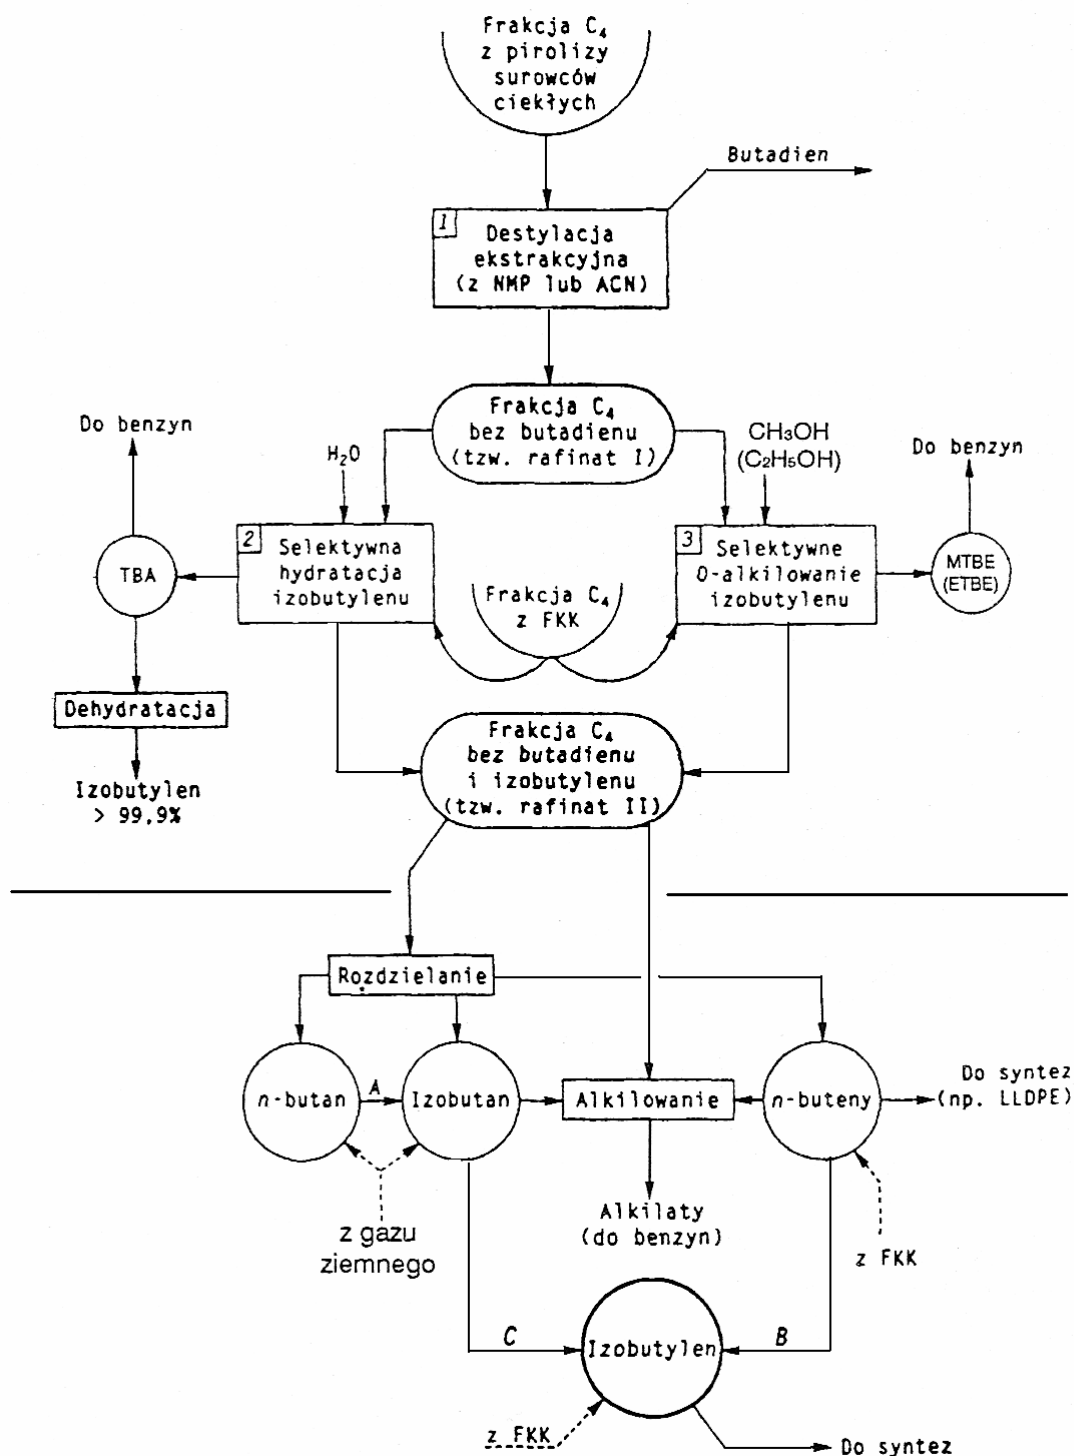 Frakcja C₄
z pirolizy
surowców
ciekłych
Butadien
1
Destylacja
ekstrakcyjna
(z NMP lub ACN)
Frakcja C₄
bez butadienu
(tzw. rafinat I)
Do benzyn
H₂O
CH₃OH
(C₂H₅OH)
Do benzyn
2
Selektywna
hydratacja
izobutylenu
3
Selektywne
O-alkilowanie
izobutylenu
TBA
MTBE
(ETBE)
Frakcja C₄
z FKK
Dehydratacja
Izobutylen
> 99,9%
Frakcja C₄
bez butadienu
i izobutylenu
(tzw. rafinat II)
Rozdzielanie
n-butan
A
Izobutan
Alkilowanie
n-buteny
Do syntez
(np. LLDPE)
z gazu
ziemnego
Alkilaty
(do benzyn)
z FKK
C
Izobutylen
B
z FKK
Do syntez